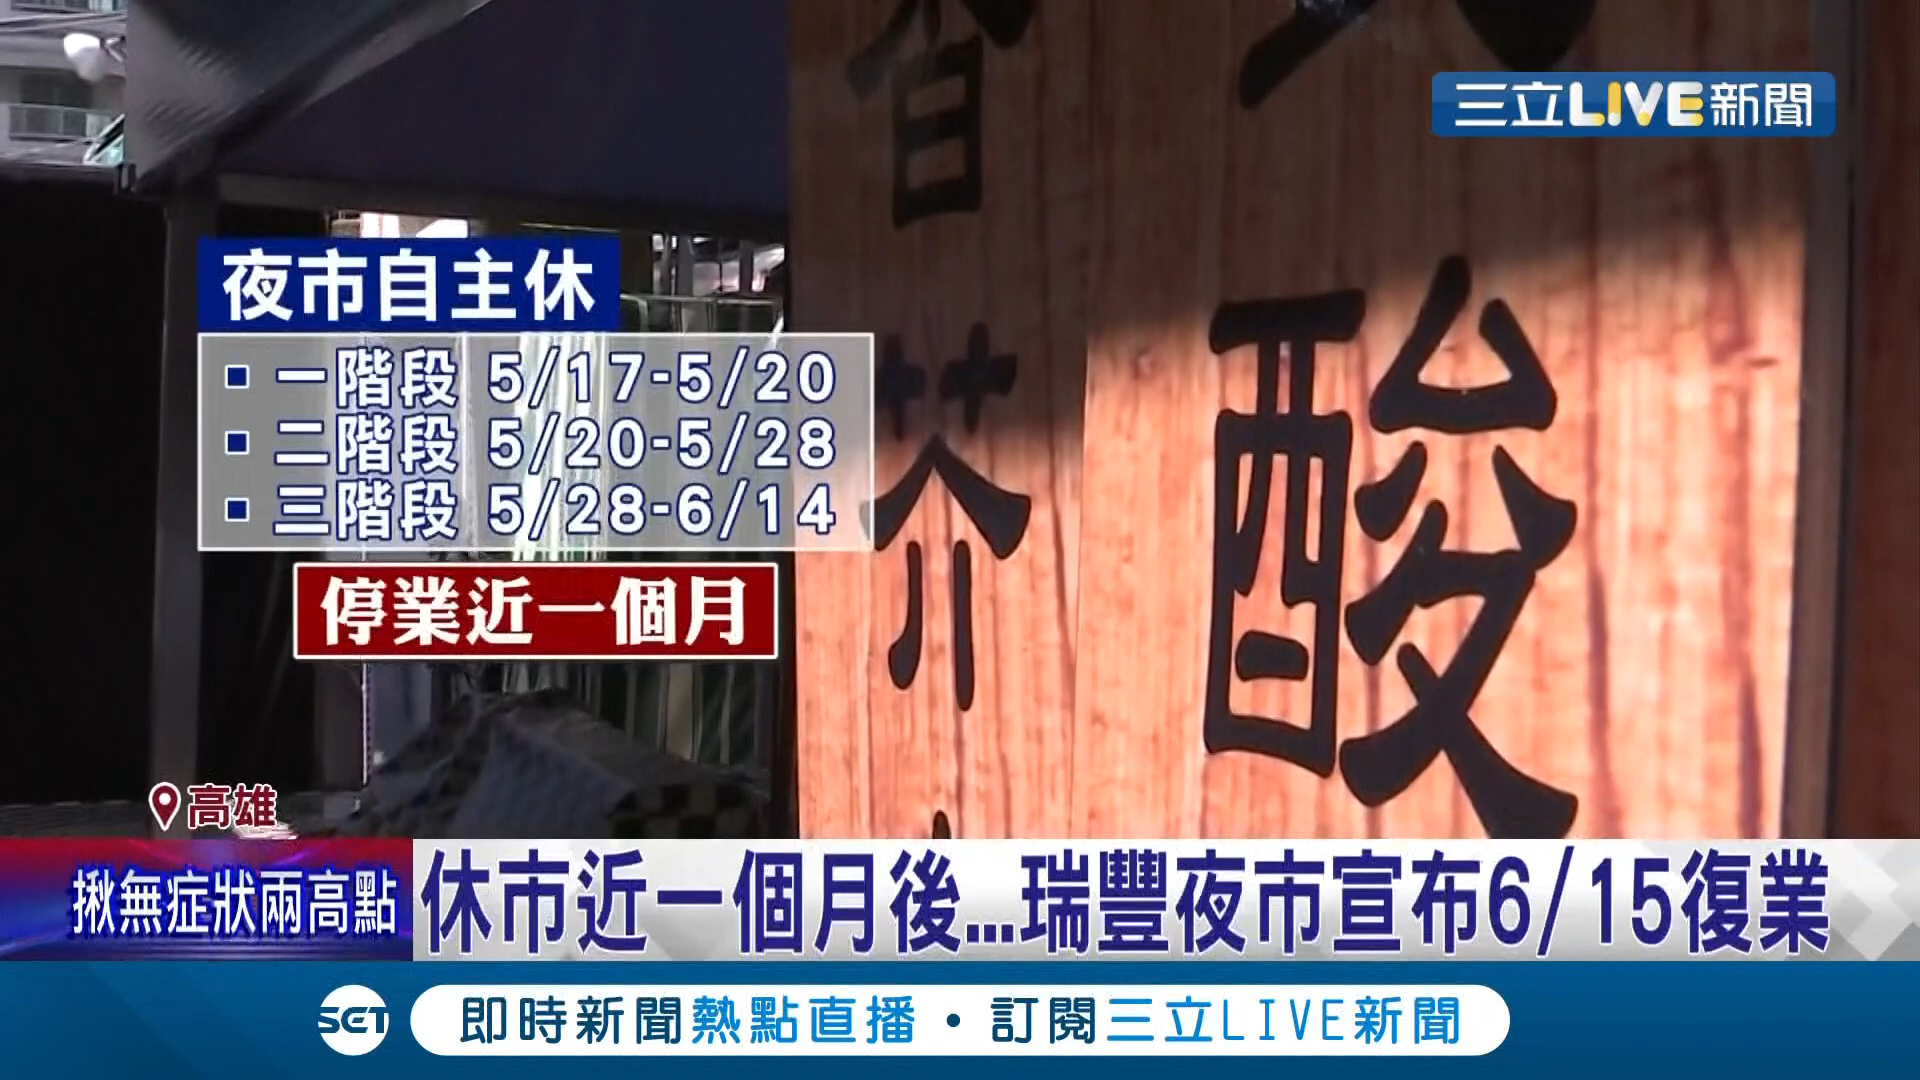 三立LIVE新聞
夜市自主休
一階段 5/17-5/20
二階段 5/20-5/28
三階段 5/28-6/14
停業近一個月
酸
高雄
揪無症狀兩高點
休市近一個月後...瑞豐夜市宣布6/15復業
SET
即時新聞熱點直播・訂閱三立LIVE新聞